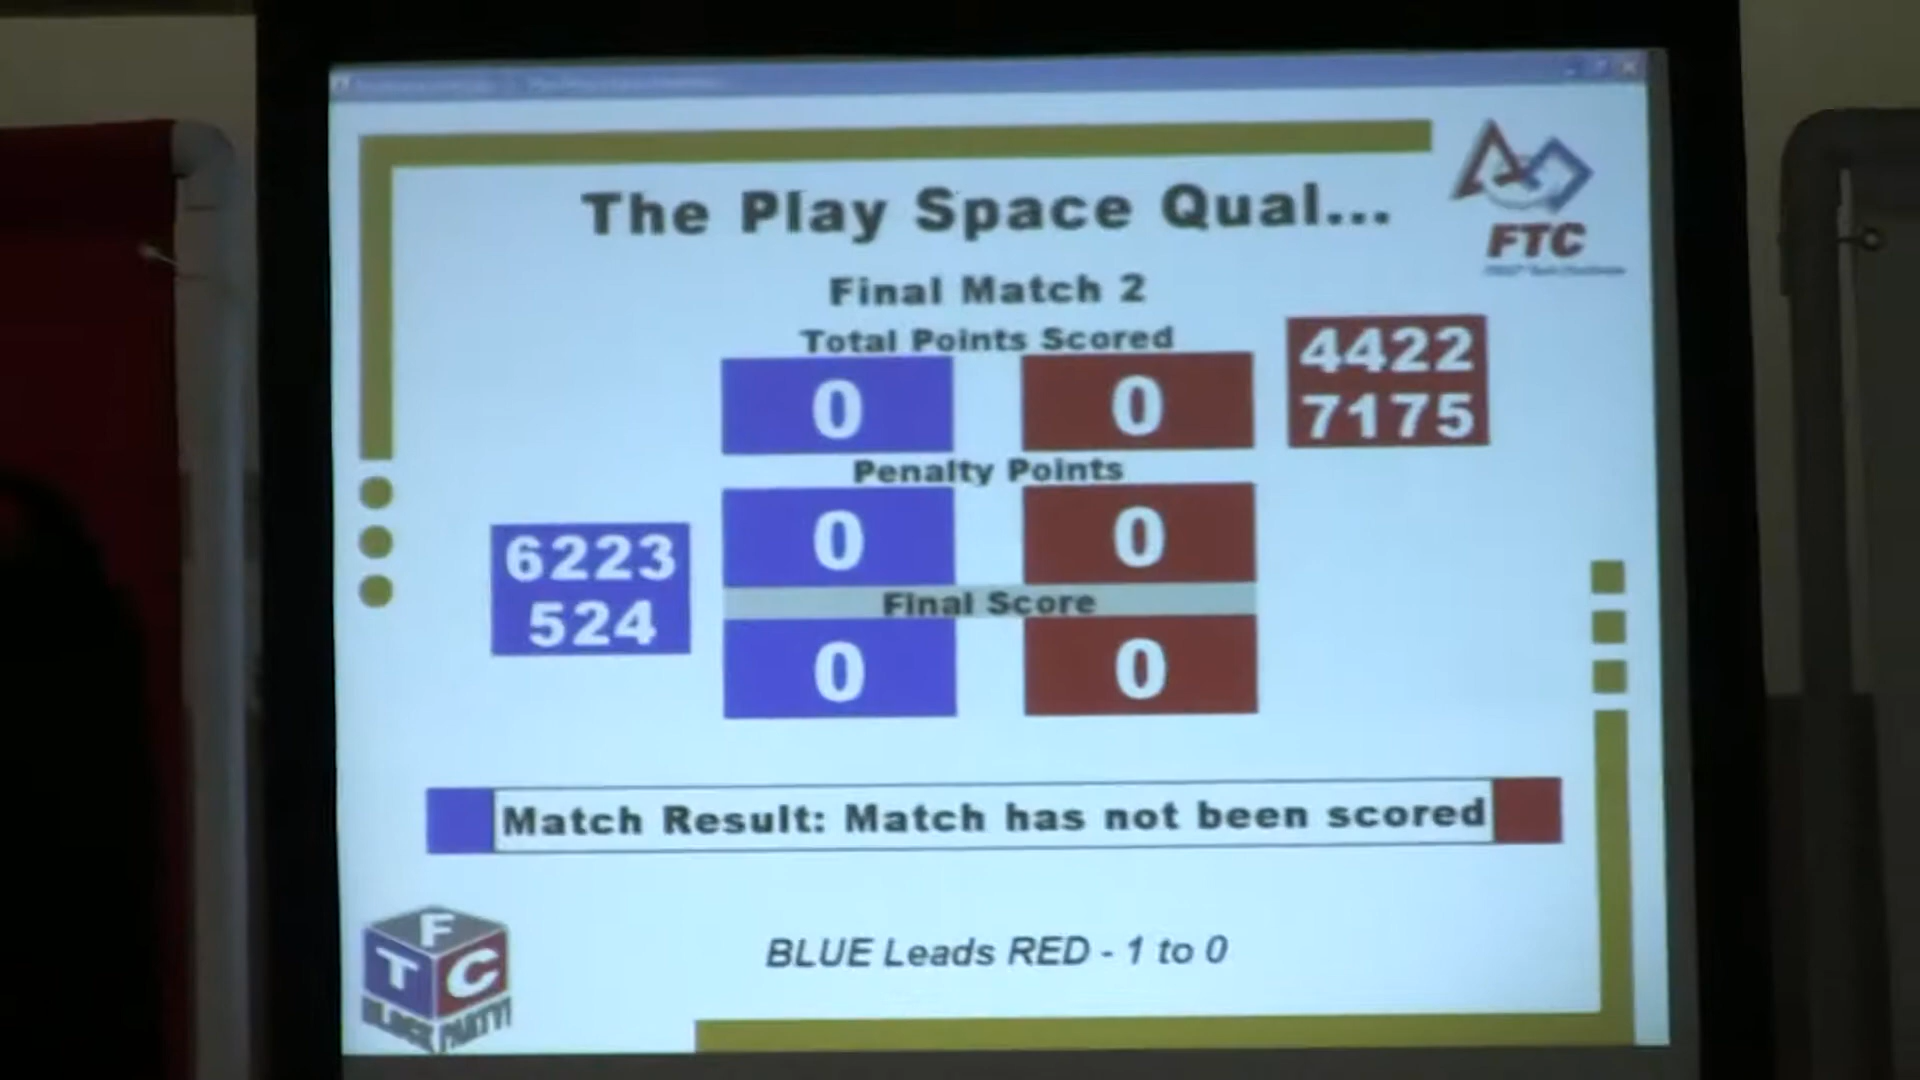 The Play Space Qual...
FTC
Final Match 2
Total Points Scored
0 0
4422
7175
Penalty Points
0 0
6223
524
Final Score
0 0
Match Result: Match has not been scored
BLUE Leads RED - 1 to 0
F
T C
BLOCK PARTY!